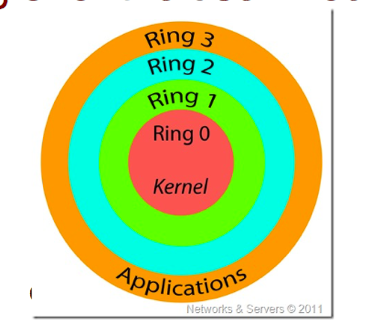 Ring 3
Ring 2
Ring 1
Ring 0
Kernel
Applications
Networks & Servers © 2011